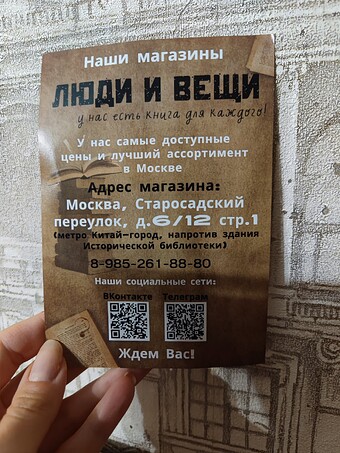 Наши магазины
ЛЮДИ И ВЕЩИ
у нас есть книга для каждого!
У нас самые доступные
цены и лучший ассортимент
в Москве
Адрес магазина:
Москва, Старосадский
переулок, д.6/12 стр.1
(метро Китай-город, напротив здания
Исторической библиотеки)
8-985-261-88-80
Наши социальные сети:
ВКонтакте Телеграм
Ждем Вас!